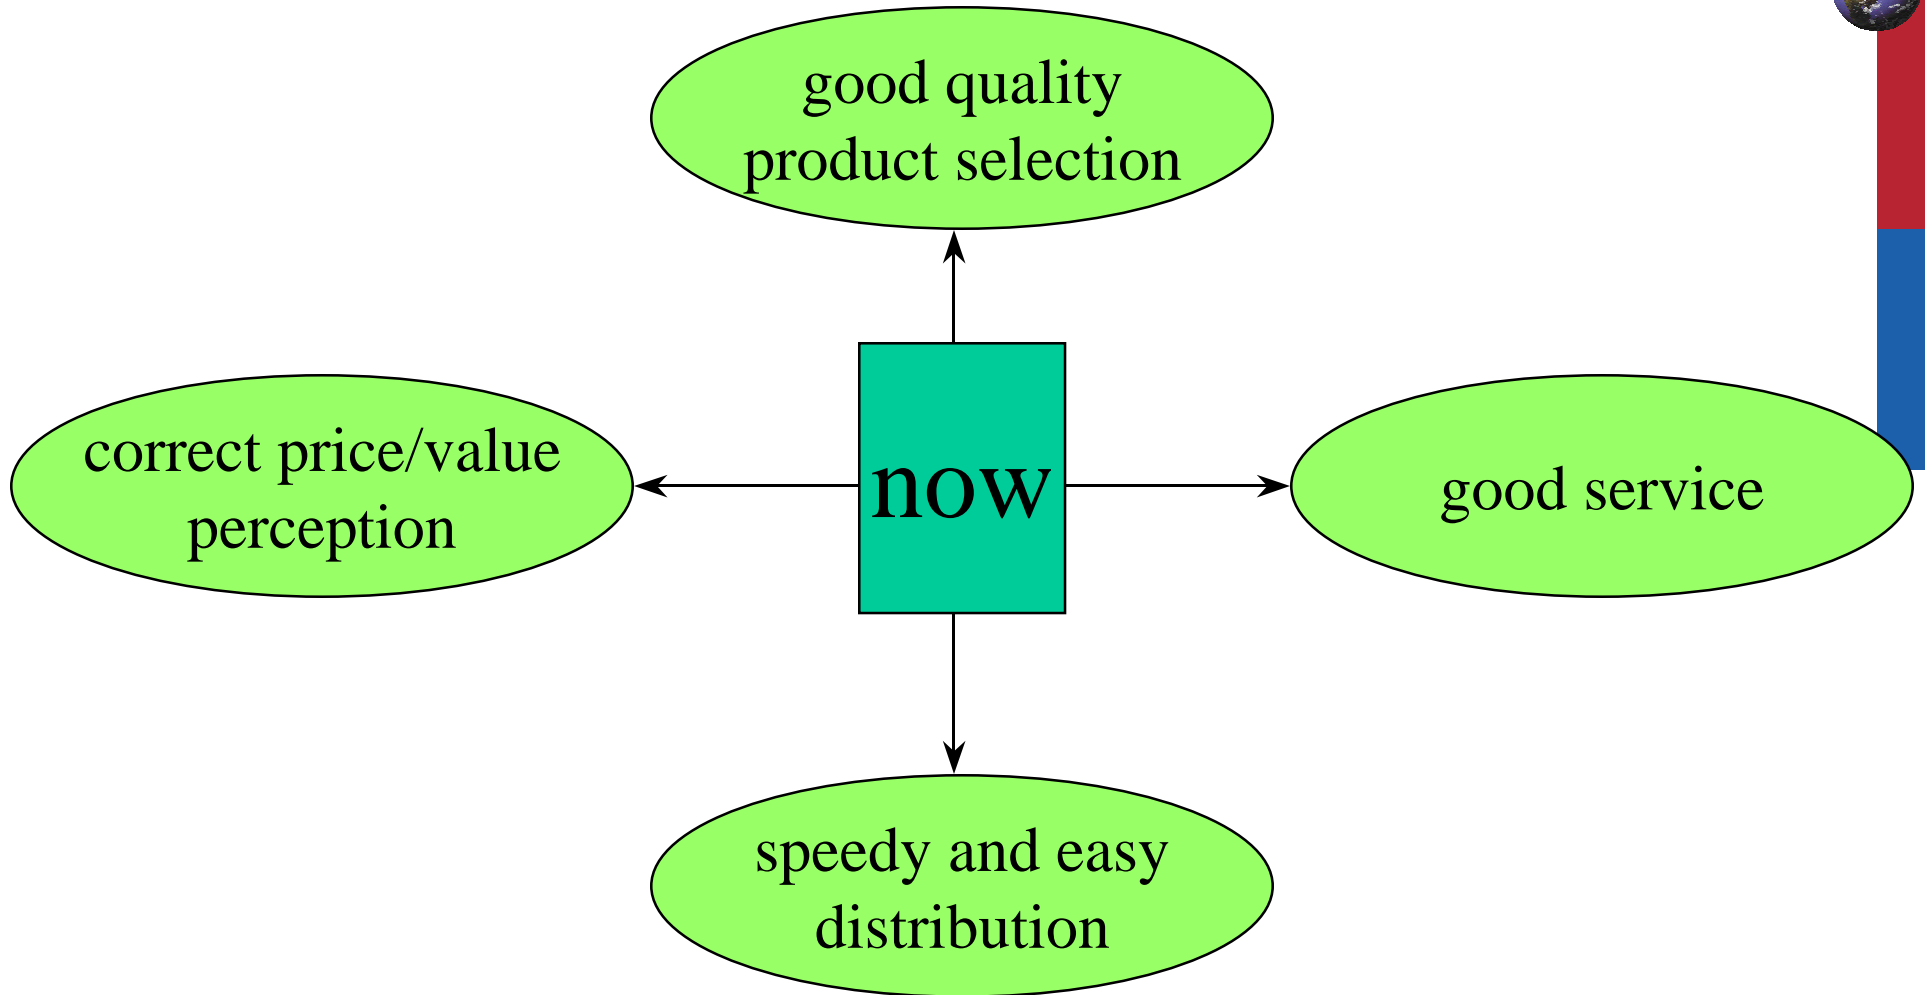 good quality
product selection
correct price/value
perception
now
good service
speedy and easy
distribution